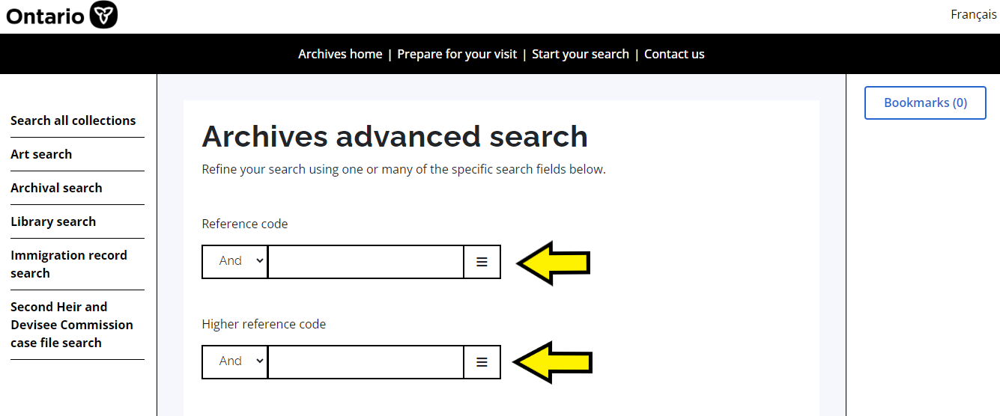 Ontario
Français
Archives home | Prepare for your visit | Start your search | Contact us
Search all collections
Art search
Archival search
Library search
Immigration record
search
Second Heir and
Devisee Commission
case file search
Archives advanced search
Refine your search using one or many of the specific search fields below.
Reference code
And
Higher reference code
And
Bookmarks (0)